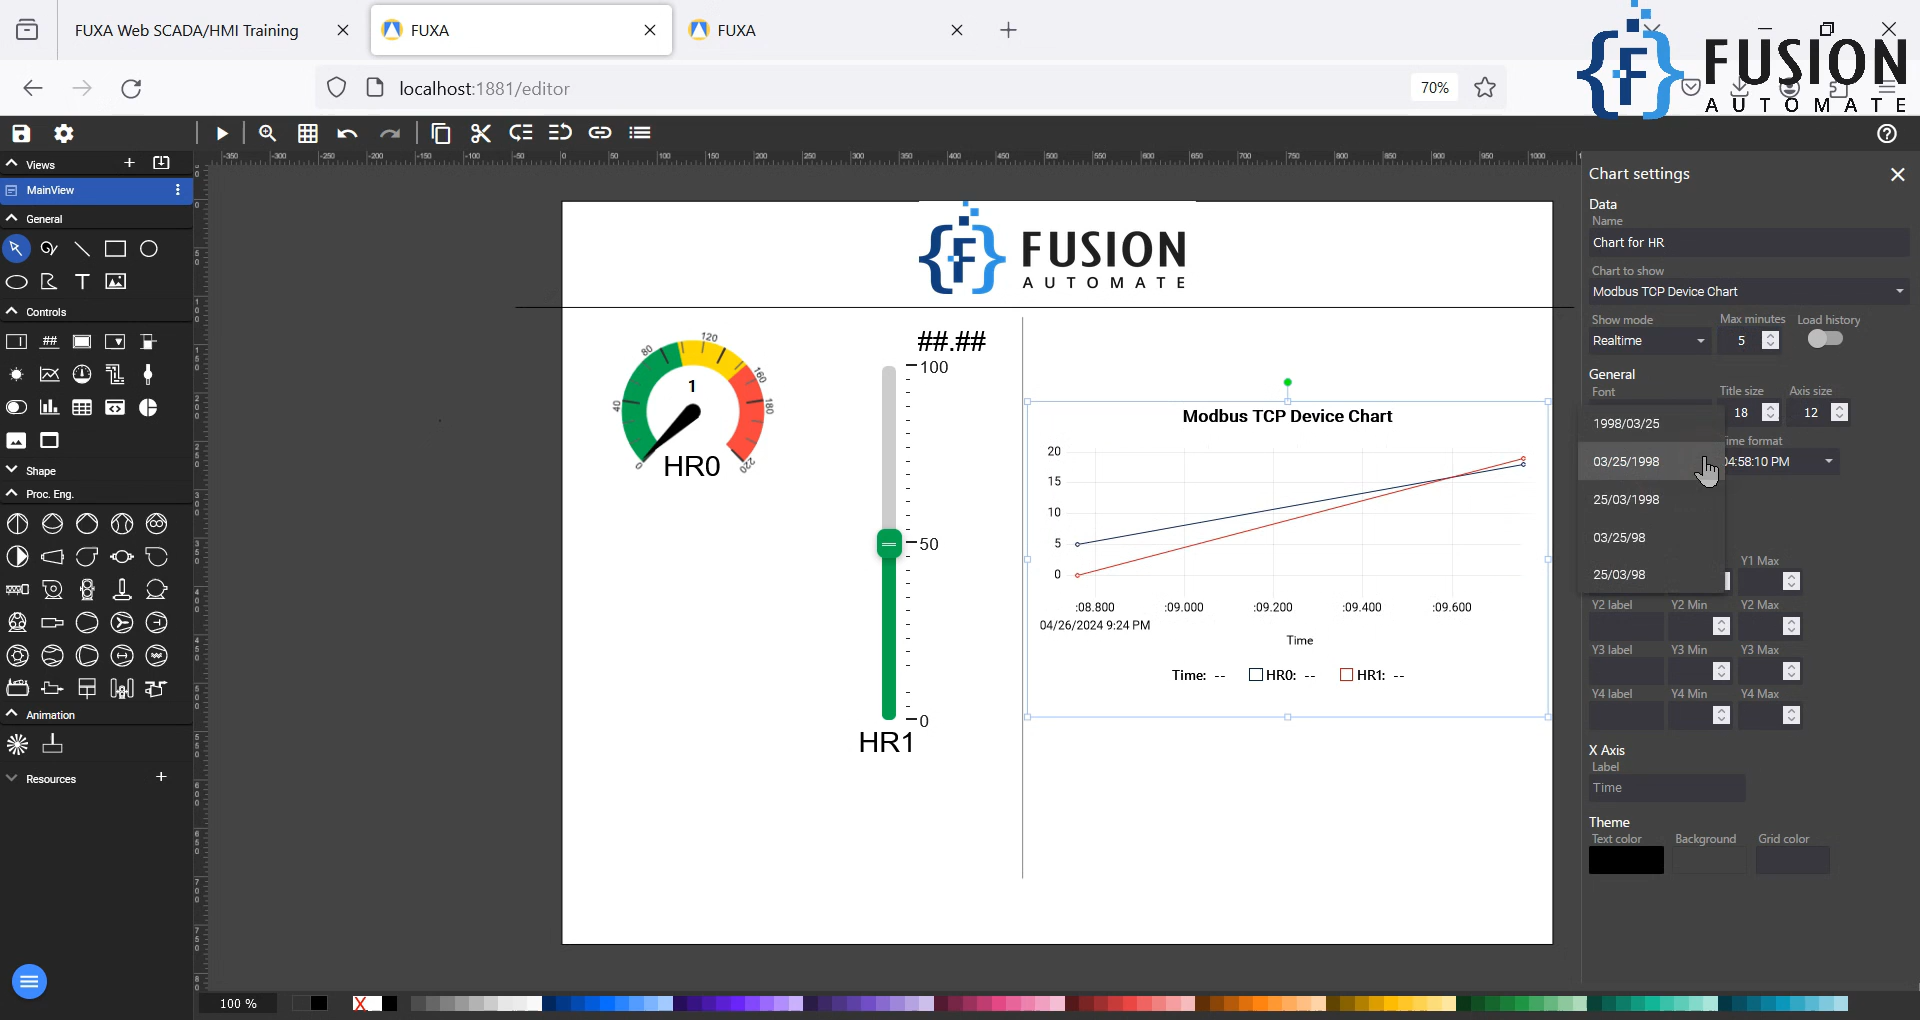 FUXA Web SCADA/HMI Training
FUXA
FUXA
localhost:1881/editor
70%
FUSION
AUTOMATE
Views
MainView
General
Controls
Shape
Proc. Eng.
Animation
Resources
FUSION
AUTOMATE
0
40
80
120
160
180
220
1
HR0
##.##
100
50
0
HR1
Modbus TCP Device Chart
20
15
10
5
0
:08.800
:09.000
:09.200
:09.400
:09.600
04/26/2024 9:24 PM
Time
Time: --
HR0: --
HR1: --
Chart settings
Data
Name
Chart for HR
Chart to show
Modbus TCP Device Chart
Show mode
Max minutes
Load history
Realtime
5
General
Font
Title size
Axis size
18
12
1998/03/25
03/25/1998
25/03/1998
03/25/98
25/03/98
ime format
04:58:10 PM
Y1 Max
Y2 label
Y2 Min
Y2 Max
Y3 label
Y3 Min
Y3 Max
Y4 label
Y4 Min
Y4 Max
X Axis
Label
Time
Theme
Text color
Background
Grid color
100 %